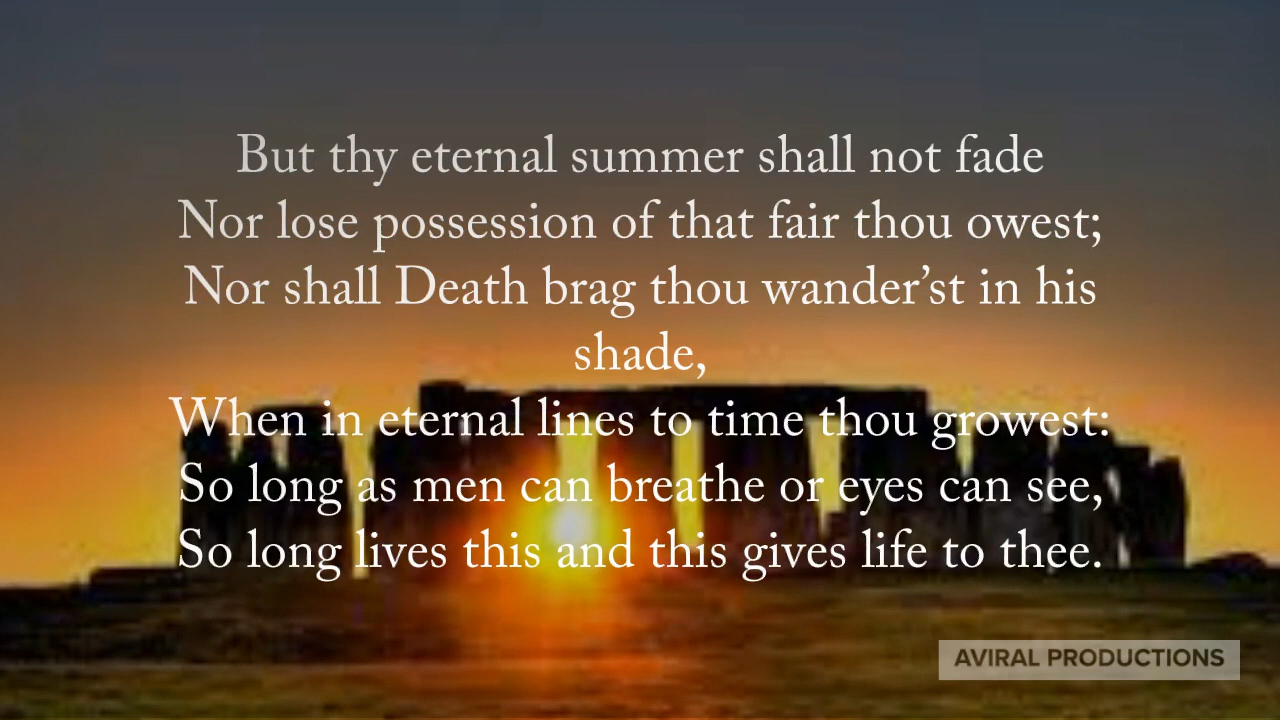 But thy eternal summer shall not fade
Nor lose possession of that fair thou owest;
Nor shall Death brag thou wander’st in his
shade,
When in eternal lines to time thou growest:
So long as men can breathe or eyes can see,
So long lives this and this gives life to thee.
AVIRAL PRODUCTIONS